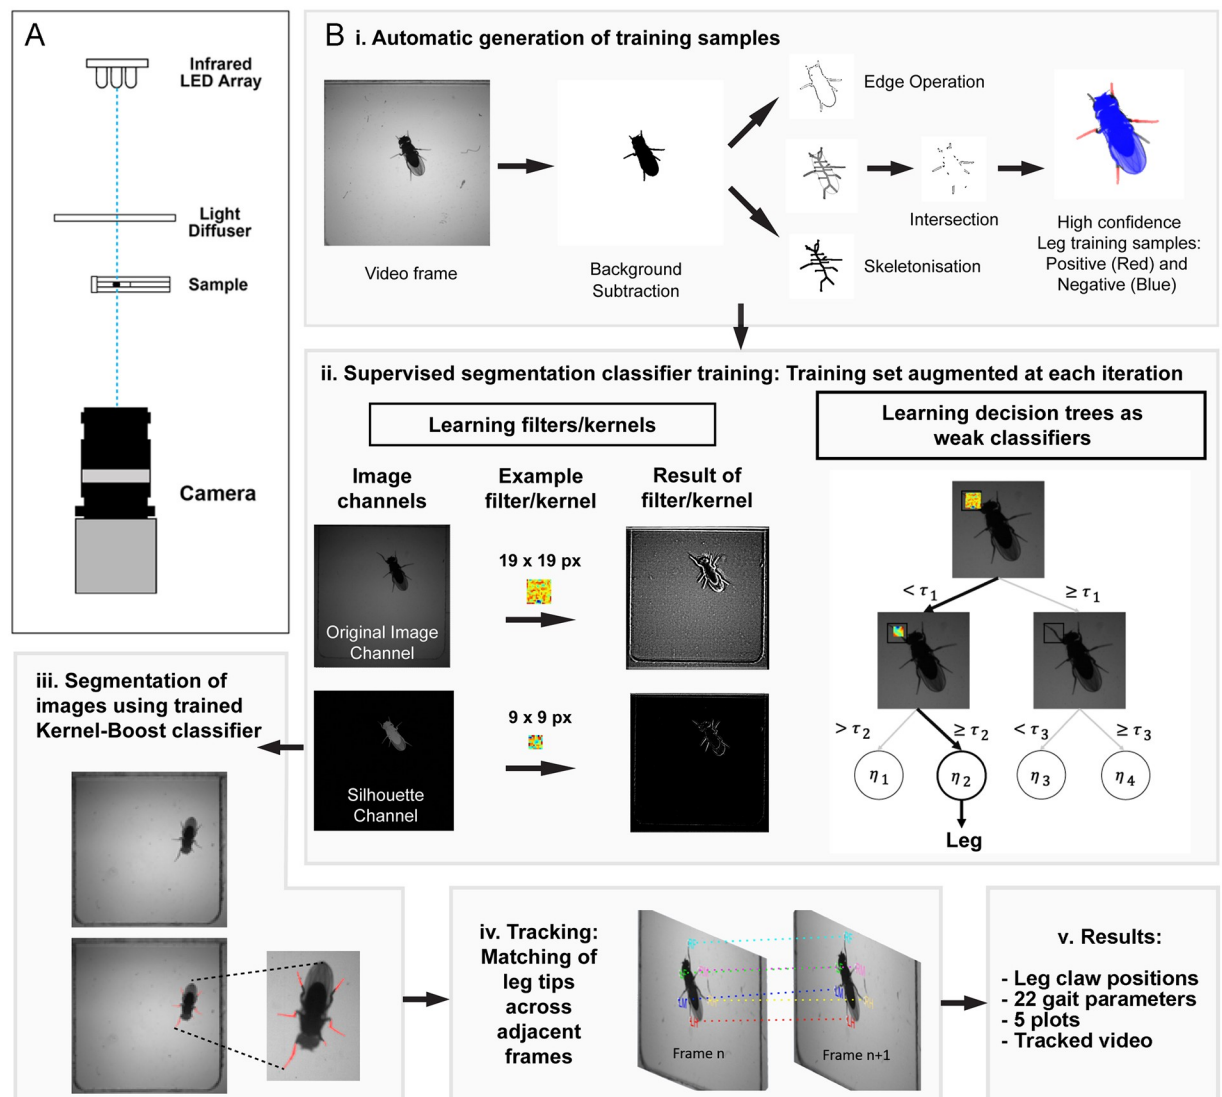 A
Infrared
LED Array
Light
Diffuser
Sample
Camera
B i. Automatic generation of training samples
Video frame
Background
Subtraction
Edge Operation
Intersection
Skeletonisation
High confidence
Leg training samples:
Positive (Red) and
Negative (Blue)
ii. Supervised segmentation classifier training: Training set augmented at each iteration
Learning filters/kernels
Image
channels
Example
filter/kernel
Result of
filter/kernel
Original Image
Channel
19 x 19 px
Silhouette
Channel
9 x 9 px
Learning decision trees as
weak classifiers
< τ1
≥ τ1
> τ2
≥ τ2
< τ3
≥ τ3
η1
η2
η3
η4
Leg
iii. Segmentation of
images using trained
Kernel-Boost classifier
iv. Tracking:
Matching of
leg tips
across
adjacent
frames
Frame n
Frame n+1
v. Results:
- Leg claw positions
- 22 gait parameters
- 5 plots
- Tracked video